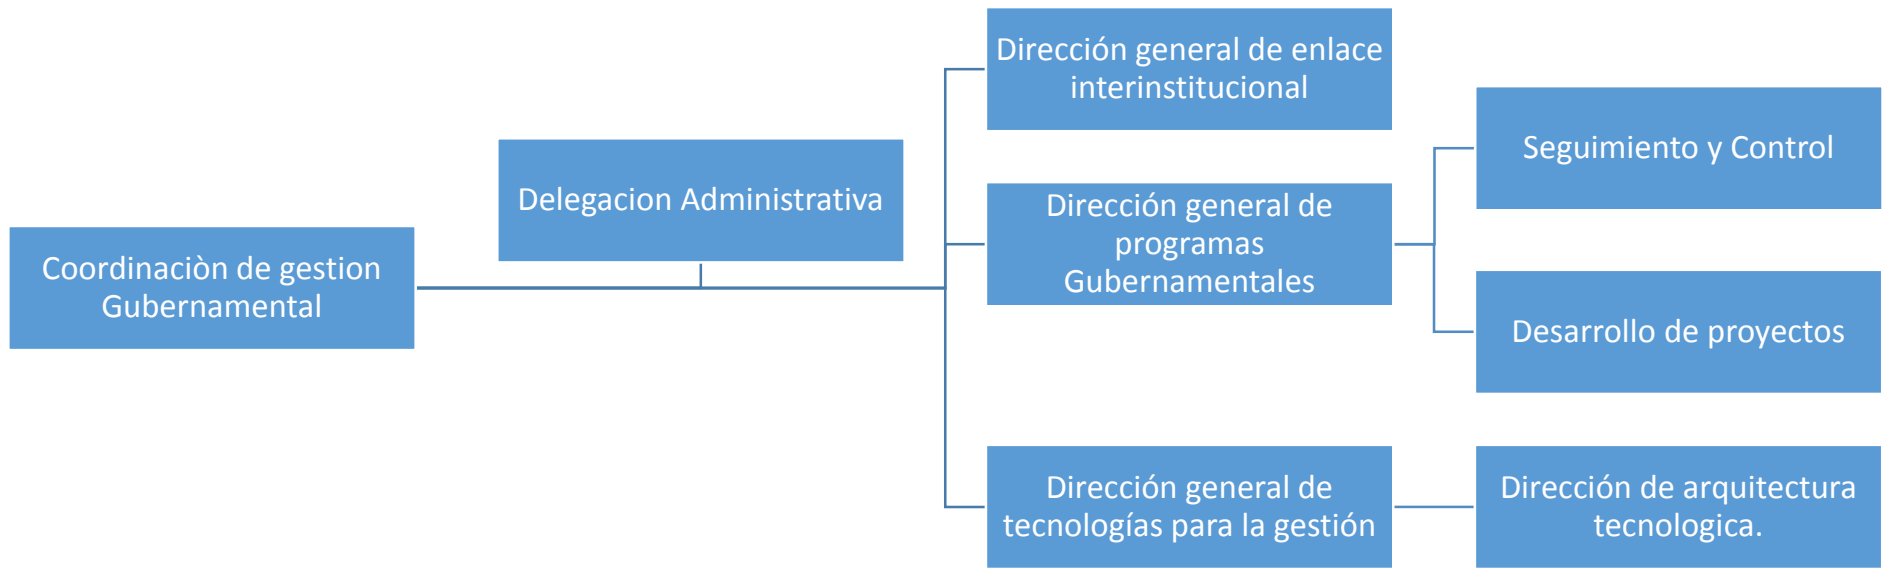 Coordinaciòn de gestion
Gubernamental
Delegacion Administrativa
Dirección general de enlace
interinstitucional
Dirección general de
programas
Gubernamentales
Seguimiento y Control
Desarrollo de proyectos
Dirección general de
tecnologías para la gestión
Dirección de arquitectura
tecnologica.